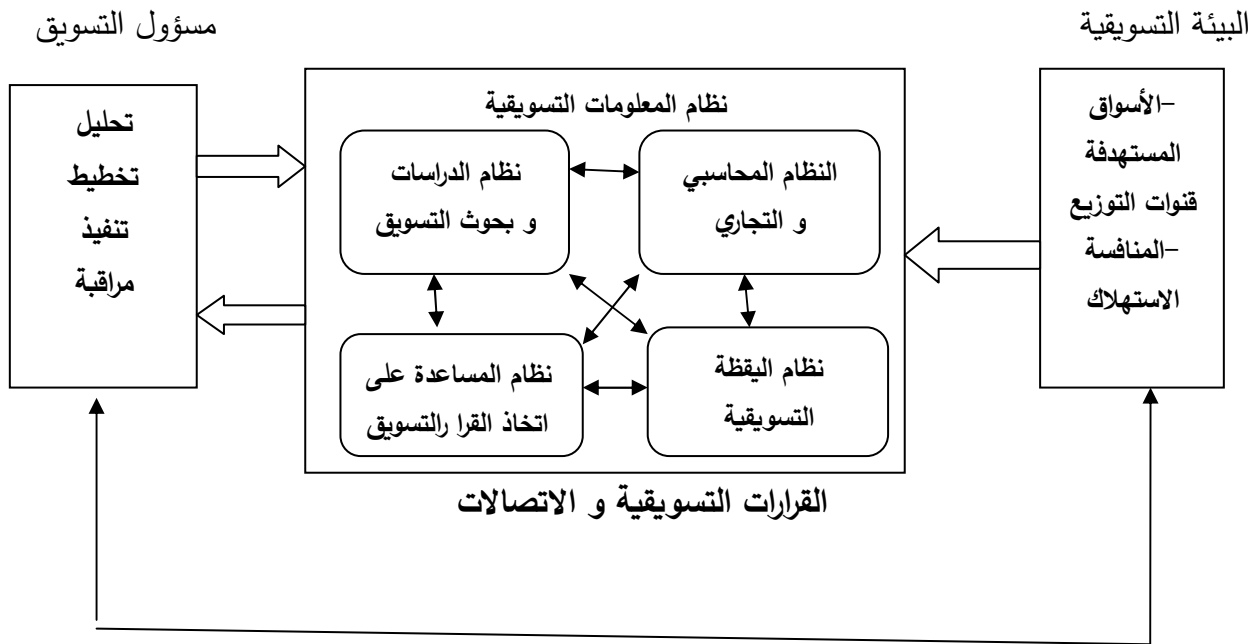 البيئة التسويقية
مسؤول التسويق
-الأسواق
المستهدفة
قنوات التوزيع
-المنافسة
الاستهلاك
نظام المعلومات التسويقية
النظام المحاسبي
و التجاري
نظام الدراسات
و بحوث التسويق
نظام اليقظة
التسويقية
نظام المساعدة على
اتخاذ القرا رالتسويق
تحليل
تخطيط
تنفيذ
مراقبة
القرارات التسويقية و الاتصالات